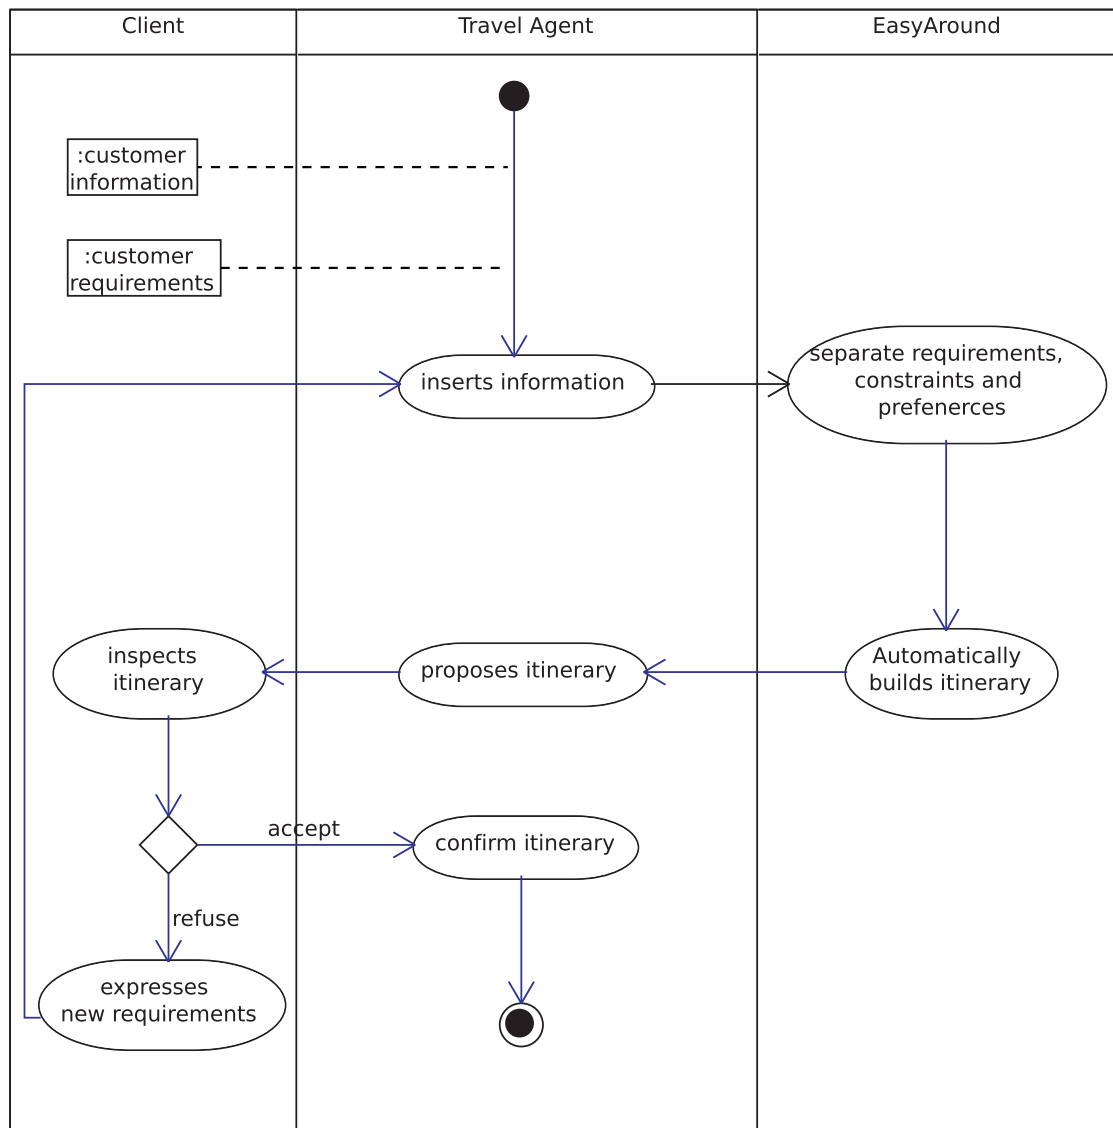 Client
Travel Agent
EasyAround
:customer
information
:customer
requirements
inserts information
separate requirements,
constraints and
prefenerces
inspects
itinerary
proposes itinerary
Automatically
builds itinerary
accept
confirm itinerary
refuse
expresses
new requirements